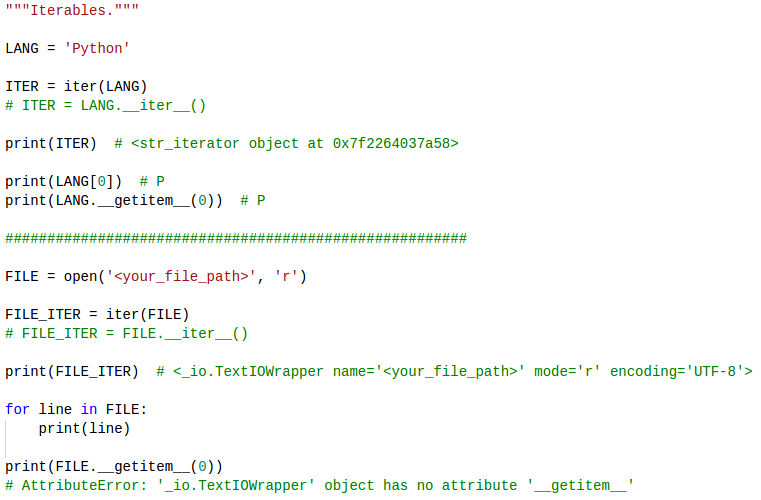 """Iterables."""
LANG = 'Python'
ITER = iter(LANG)
# ITER = LANG.__iter__()
print(ITER)  # <str_iterator object at 0x7f2264037a58>
print(LANG[0])  # P
print(LANG.__getitem__(0))  # P
#######################################################
FILE = open('<your_file_path>', 'r')
FILE_ITER = iter(FILE)
# FILE_ITER = FILE.__iter__()
print(FILE_ITER)  # <_io.TextIOWrapper name='<your_file_path>' mode='r' encoding='UTF-8'>
for line in FILE:
    print(line)
print(FILE.__getitem__(0))
# AttributeError: '_io.TextIOWrapper' object has no attribute '__getitem__'